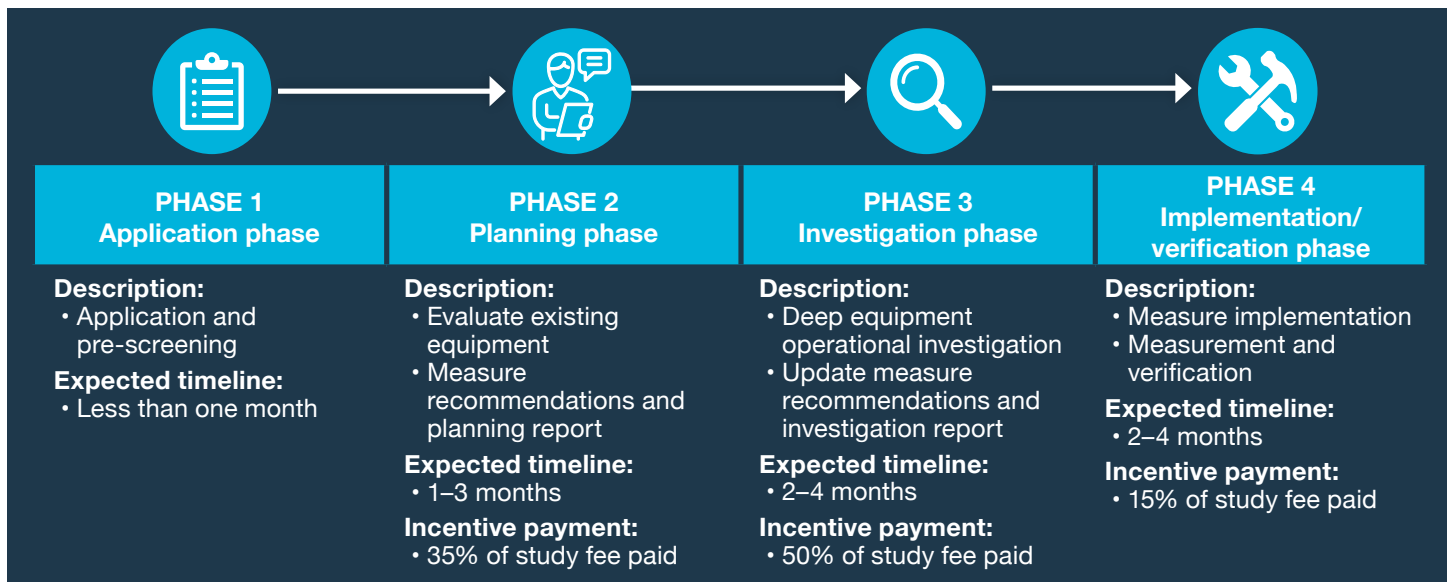 PHASE 1
Application phase
Description:
• Application and
pre-screening
Expected timeline:
• Less than one month
PHASE 2
Planning phase
Description:
• Evaluate existing
equipment
• Measure
recommendations and
planning report
Expected timeline:
• 1–3 months
Incentive payment:
• 35% of study fee paid
PHASE 3
Investigation phase
Description:
• Deep equipment
operational investigation
• Update measure
recommendations and
investigation report
Expected timeline:
• 2–4 months
Incentive payment:
• 50% of study fee paid
PHASE 4
Implementation/
verification phase
Description:
• Measure implementation
• Measurement and
verification
Expected timeline:
• 2–4 months
Incentive payment:
• 15% of study fee paid